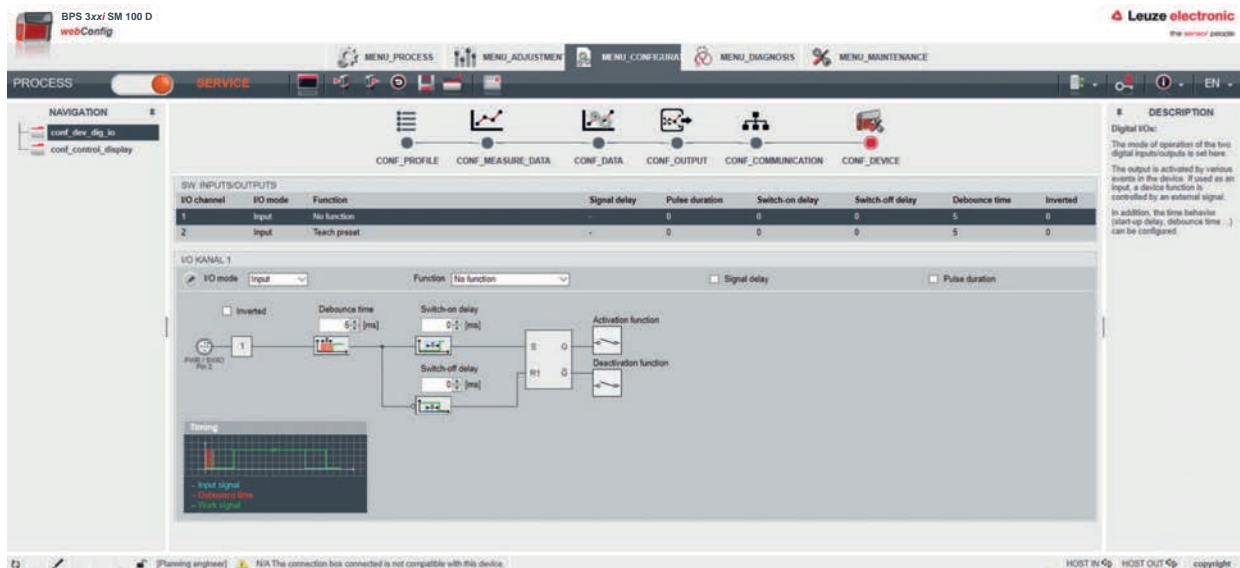 BPS 3xxi SM 100 D
webConfig
Leuze electronic
the sensor people
MENU_PROCESS
MENU_ADJUSTMEN
MENU_CONFIGURAT
MENU_DIAGNOSIS
MENU_MAINTENANCE
PROCESS
SERVICE
EN
NAVIGATION
conf_dev_dig_io
conf_control_display
CONF_PROFILE
CONF_MEASURE_DATA
CONF_DATA
CONF_OUTPUT
CONF_COMMUNICATION
CONF_DEVICE
DESCRIPTION
Digital I/Os:
The mode of operation of the two
digital inputs/outputs is set here.
The output is activated by various
events in the device. If used as an
input, a device function is
controlled by an external signal.
In addition, the time behavior
(start-up delay, debounce time ...)
can be configured.
SW. INPUTS/OUTPUTS
I/O channel I/O mode Function Signal delay Pulse duration Switch-on delay Switch-off delay Debounce time Inverted
1 Input No function - 0 0 0 5 0
2 Input Teach preset - 0 0 0 5 0
I/O KANAL 1
I/O mode Input Function No function Signal delay Pulse duration
Inverted
Debounce time
5 [ms]
Switch-on delay
0 [ms]
PWR / SWIO
Pin 2
1
S Q
R1 Q̄
Activation function
Deactivation function
Switch-off delay
0 [ms]
Timing
– Input signal
– Debounce time
– Work signal
[Planning engineer]
N/A The connection box connected is not compatible with this device.
HOST IN
HOST OUT
copyright